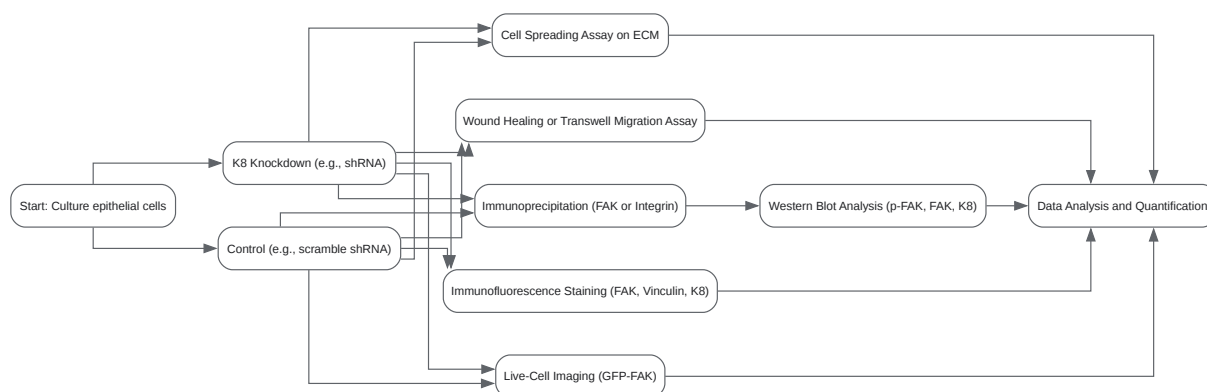 Cell Spreading Assay on ECM
Wound Healing or Transwell Migration Assay
K8 Knockdown (e.g., shRNA)
Start: Culture epithelial cells
Immunoprecipitation (FAK or Integrin)
Western Blot Analysis (p-FAK, FAK, K8)
Data Analysis and Quantification
Control (e.g., scramble shRNA)
Immunofluorescence Staining (FAK, Vinculin, K8)
Live-Cell Imaging (GFP-FAK)